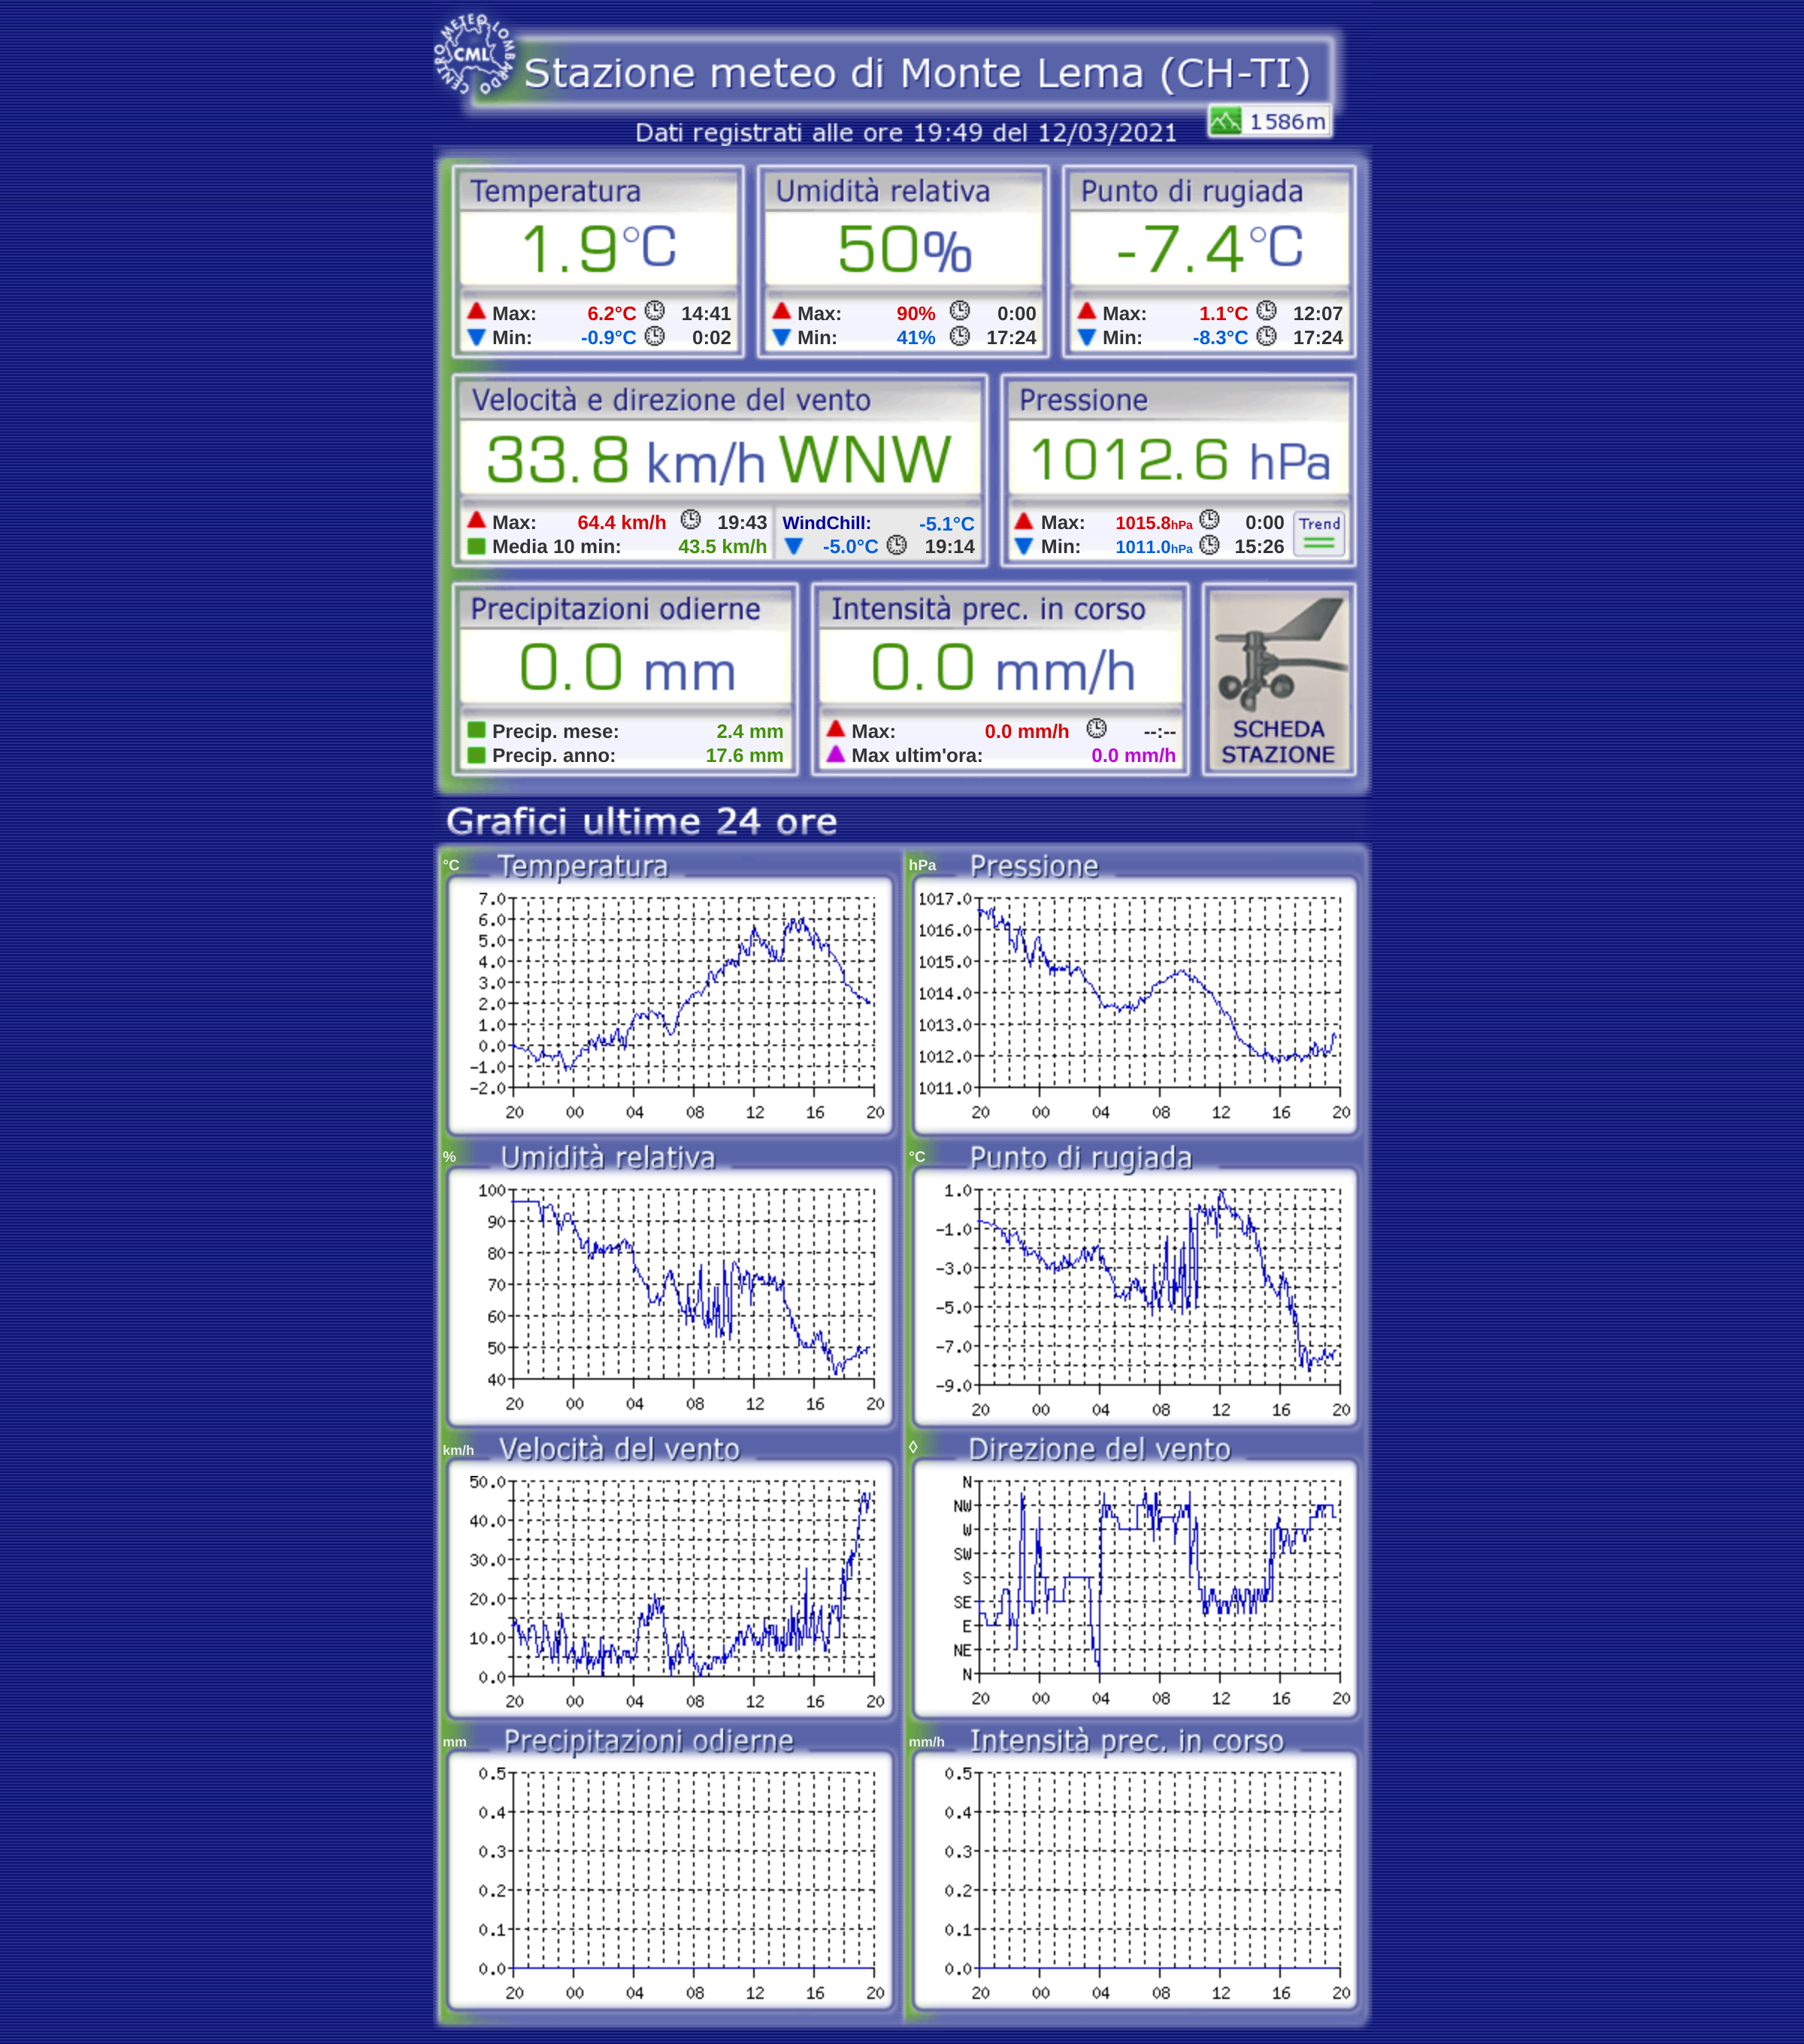 CENTRO METEO LOMBARDO
CML
Stazione meteo di Monte Lema (CH-TI)
1586m
Dati registrati alle ore 19:49 del 12/03/2021
Temperatura Umidità relativa Punto di rugiada
1.9°C 50% -7.4°C
Max: 6.2°C 14:41 Max: 90% 0:00 Max: 1.1°C 12:07
Min: -0.9°C 0:02 Min: 41% 17:24 Min: -8.3°C 17:24
Velocità e direzione del vento Pressione
33.8 km/h WNW 1012.6 hPa
Max: 64.4 km/h 19:43 WindChill: -5.1°C Max: 1015.8hPa 0:00 Trend
Media 10 min: 43.5 km/h -5.0°C 19:14 Min: 1011.0hPa 15:26
Precipitazioni odierne Intensità prec. in corso
0.0 mm 0.0 mm/h
Precip. mese: 2.4 mm Max: 0.0 mm/h --:-- SCHEDA
Precip. anno: 17.6 mm Max ultim'ora: 0.0 mm/h STAZIONE
Grafici ultime 24 ore
°C Temperatura
7.0
6.0
5.0
4.0
3.0
2.0
1.0
0.0
-1.0
-2.0
20 00 04 08 12 16 20
hPa Pressione
1017.0
1016.0
1015.0
1014.0
1013.0
1012.0
1011.0
20 00 04 08 12 16 20
% Umidità relativa
100
90
80
70
60
50
40
20 00 04 08 12 16 20
°C Punto di rugiada
1.0
-1.0
-3.0
-5.0
-7.0
-9.0
20 00 04 08 12 16 20
km/h Velocità del vento
50.0
40.0
30.0
20.0
10.0
0.0
20 00 04 08 12 16 20
◊ Direzione del vento
N
NW
W
SW
S
SE
E
NE
N
20 00 04 08 12 16 20
mm Precipitazioni odierne
0.5
0.4
0.3
0.2
0.1
0.0
20 00 04 08 12 16 20
mm/h Intensità prec. in corso
0.5
0.4
0.3
0.2
0.1
0.0
20 00 04 08 12 16 20